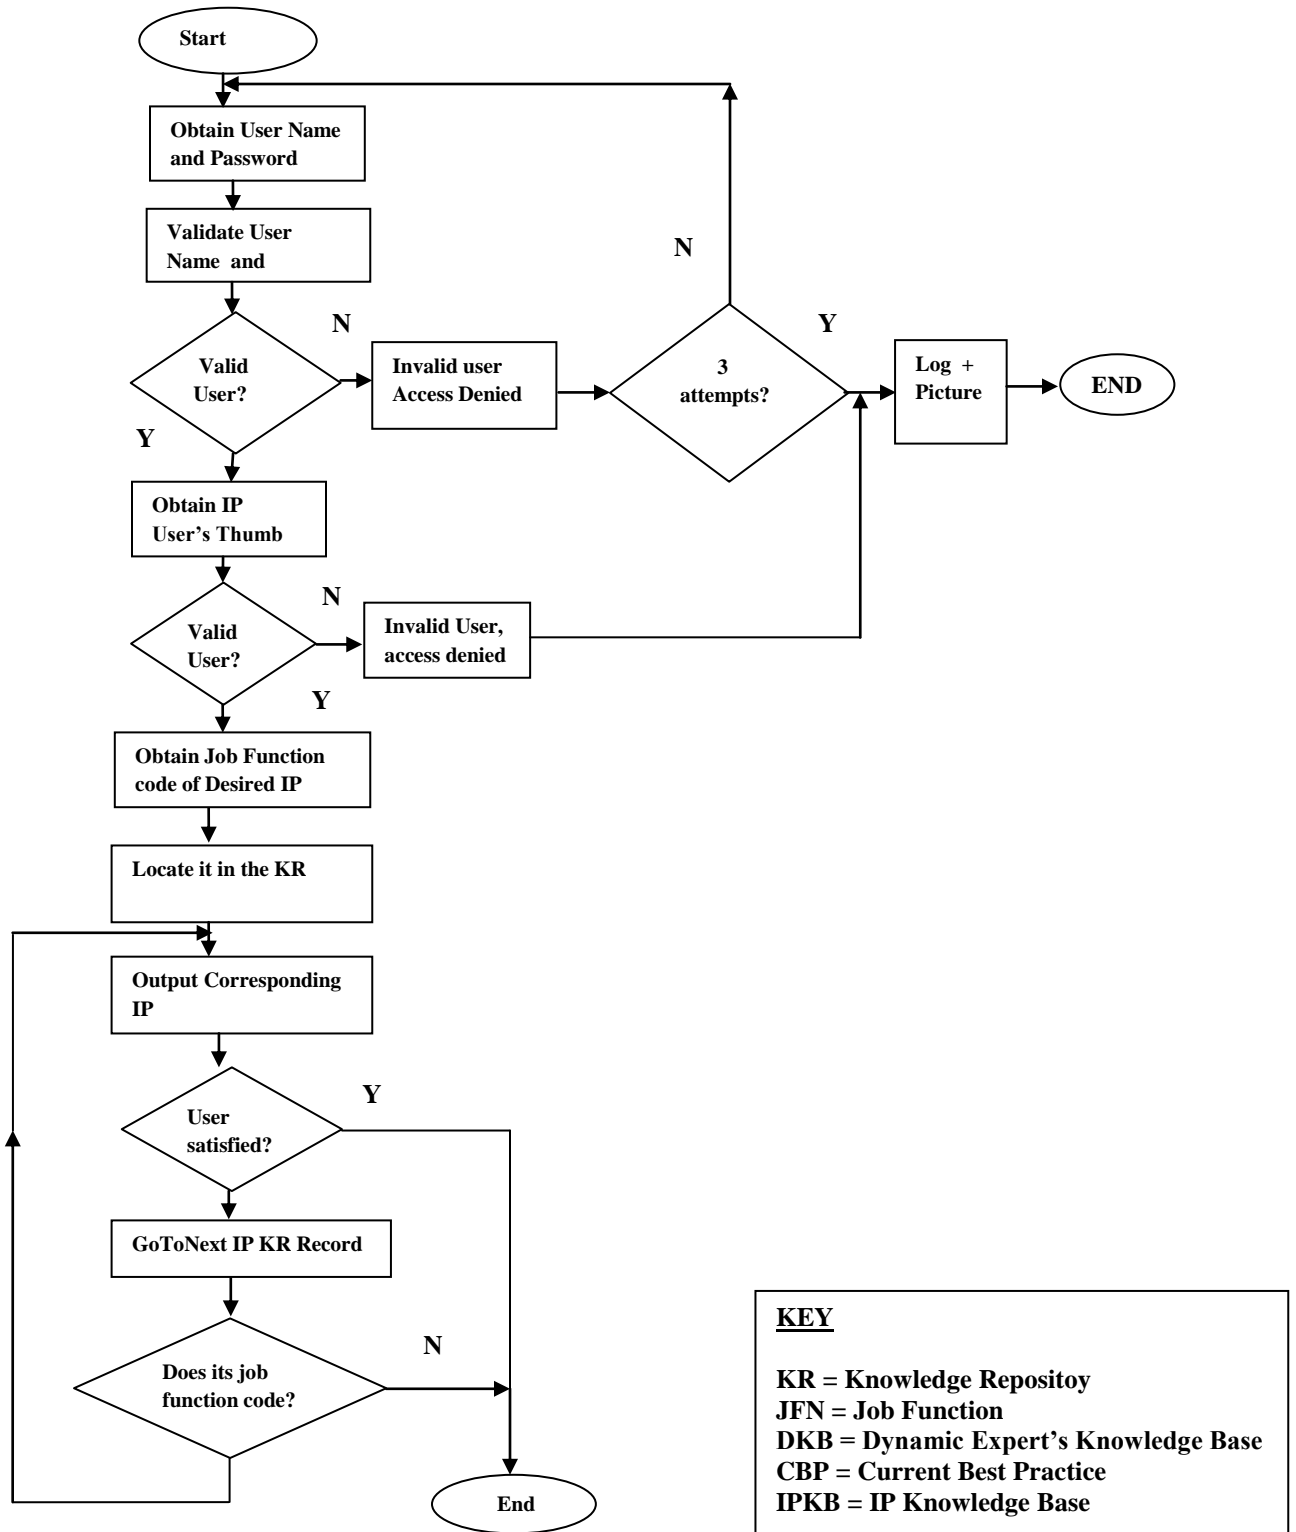 Start
Obtain User Name
and Password
Validate User
Name and
N
Valid
User?
N
Invalid user
Access Denied
3
attempts?
Y
Log +
Picture
END
Y
Obtain IP
User’s Thumb
Valid
User?
N
Invalid User,
access denied
Y
Obtain Job Function
code of Desired IP
Locate it in the KR
Output Corresponding
IP
User
satisfied?
Y
GoToNext IP KR Record
Does its job
function code?
N
End
KEY
KR = Knowledge Repositoy
JFN = Job Function
DKB = Dynamic Expert’s Knowledge Base
CBP = Current Best Practice
IPKB = IP Knowledge Base